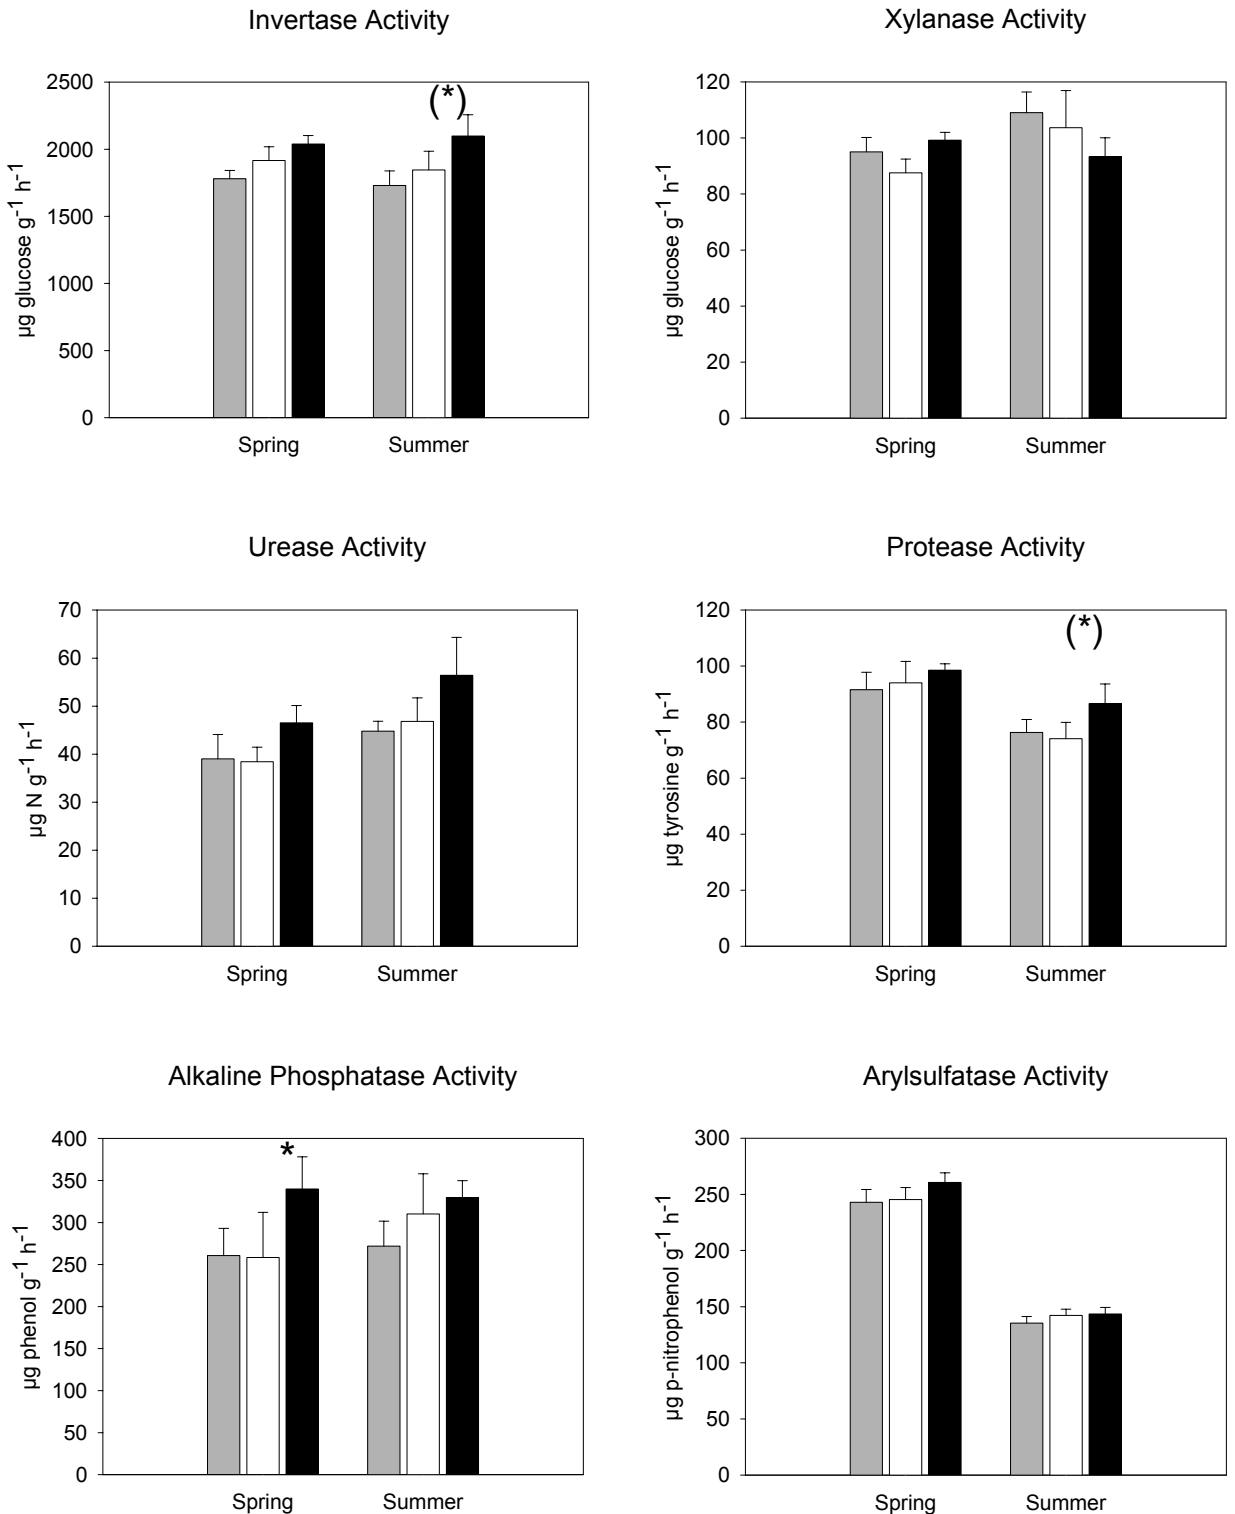 Invertase Activity
µg glucose g-1 h-1
2500
2000
1500
1000
500
0
(*)
Spring
Summer
Xylanase Activity
µg glucose g-1 h-1
120
100
80
60
40
20
0
Spring
Summer
Urease Activity
µg N g-1 h-1
70
60
50
40
30
20
10
0
Spring
Summer
Protease Activity
µg tyrosine g-1 h-1
120
100
80
60
40
20
0
(*)
Spring
Summer
Alkaline Phosphatase Activity
µg phenol g-1 h-1
400
350
300
250
200
150
100
50
0
*
Spring
Summer
Arylsulfatase Activity
µg p-nitrophenol g-1 h-1
300
250
200
150
100
50
0
Spring
Summer